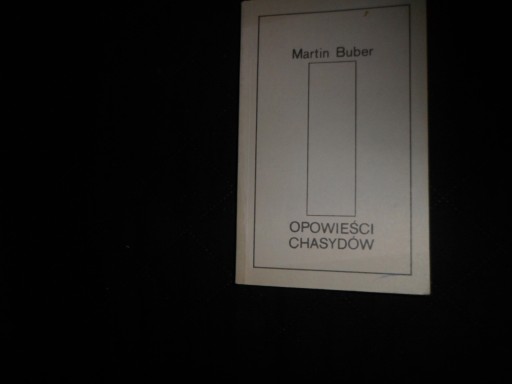 Martin Buber
OPOWIEŚCI
CHASYDÓW